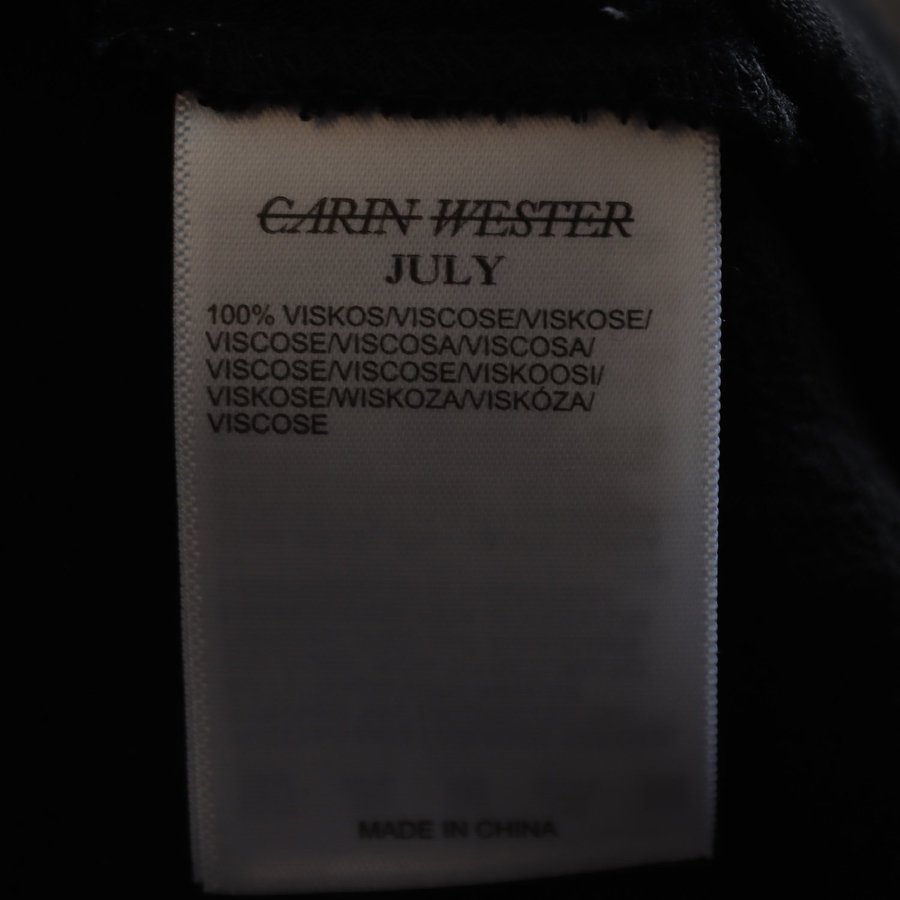 CARIN WESTER
JULY
100% VISKOS/VISCOSE/VISKOSE/
VISCOSE/VISCOSA/VISCOSA/
VISCOSE/VISCOSE/VISKOOSI/
VISKOSE/WISKOZA/VISKÓZA/
VISCOSE
MADE IN CHINA